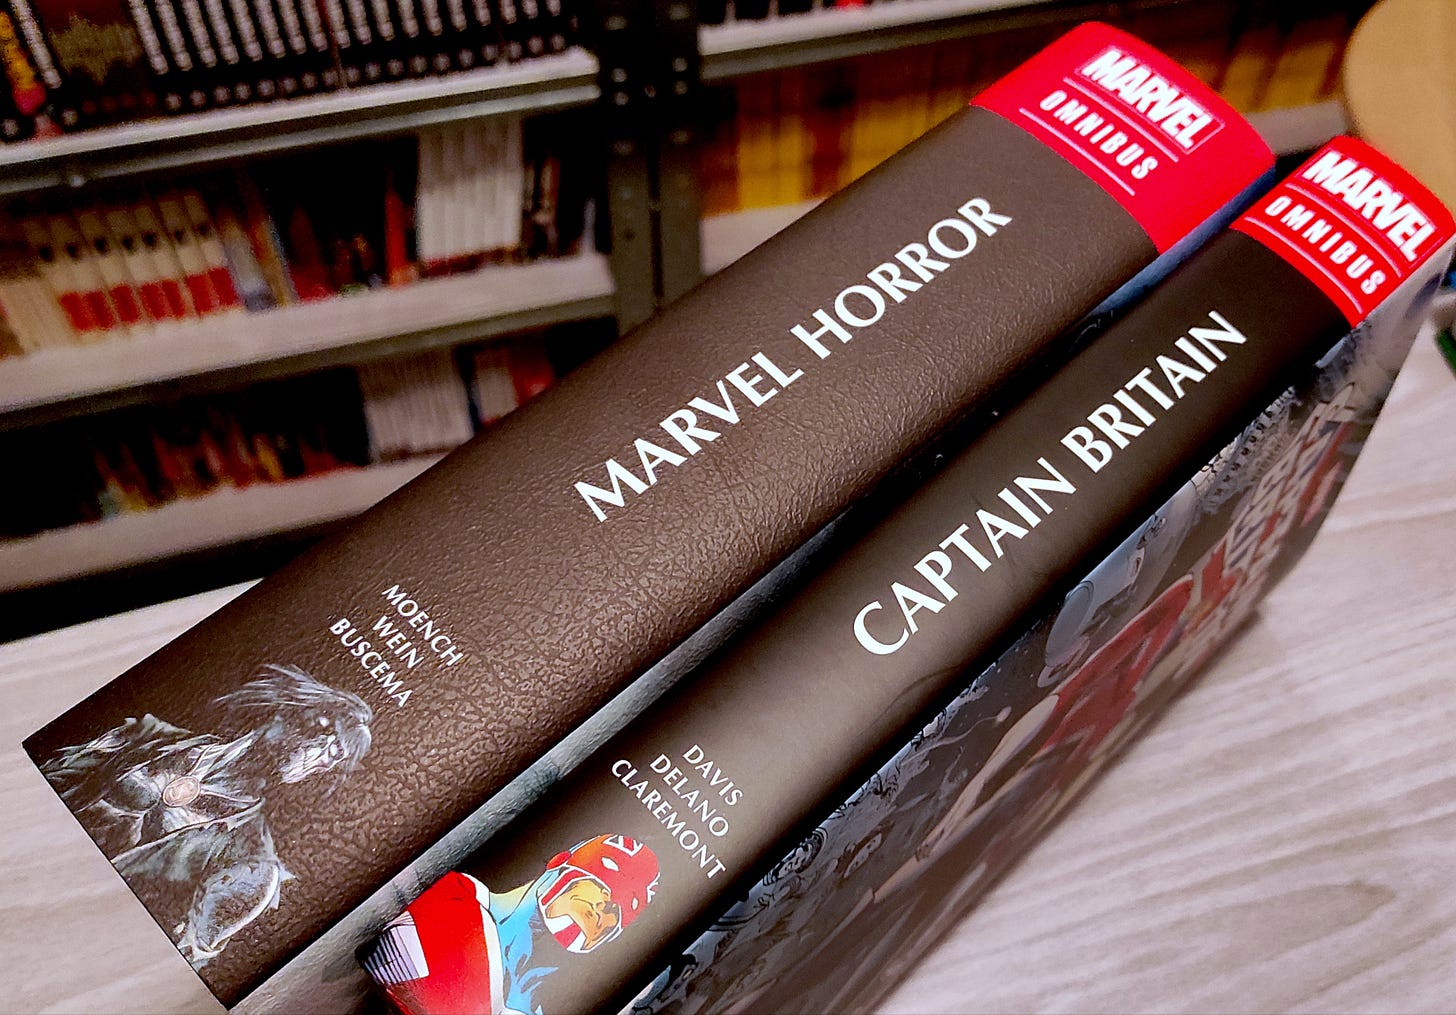 MARVEL
OMNIBUS
MARVEL HORROR
MOENCH
WEIN
BUSCEMA
MARVEL
OMNIBUS
CAPTAIN BRITAIN
DAVIS
DELANO
CLAREMONT